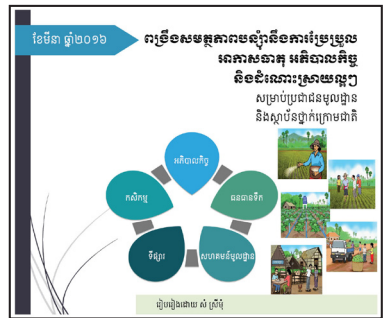 ខែមីនា ឆ្នាំ២០១៦
ពង្រឹងសមត្ថភាពបន្ស៊ាំនឹងការប្រែប្រួល
អាកាសធាតុ អភិបាលកិច្ច
និងដំណោះស្រាយល្អៗ
សម្រាប់ប្រជាជនមូលដ្ឋាន
និងស្ថាប័នថ្នាក់ក្រោមជាតិ
អភិបាលកិច្ច
កសិកម្ម
ធនធានទឹក
ទីផ្សារ
សហគមន៍មូលដ្ឋាន
រៀបរៀងដោយ សំ ស្រីមុំ